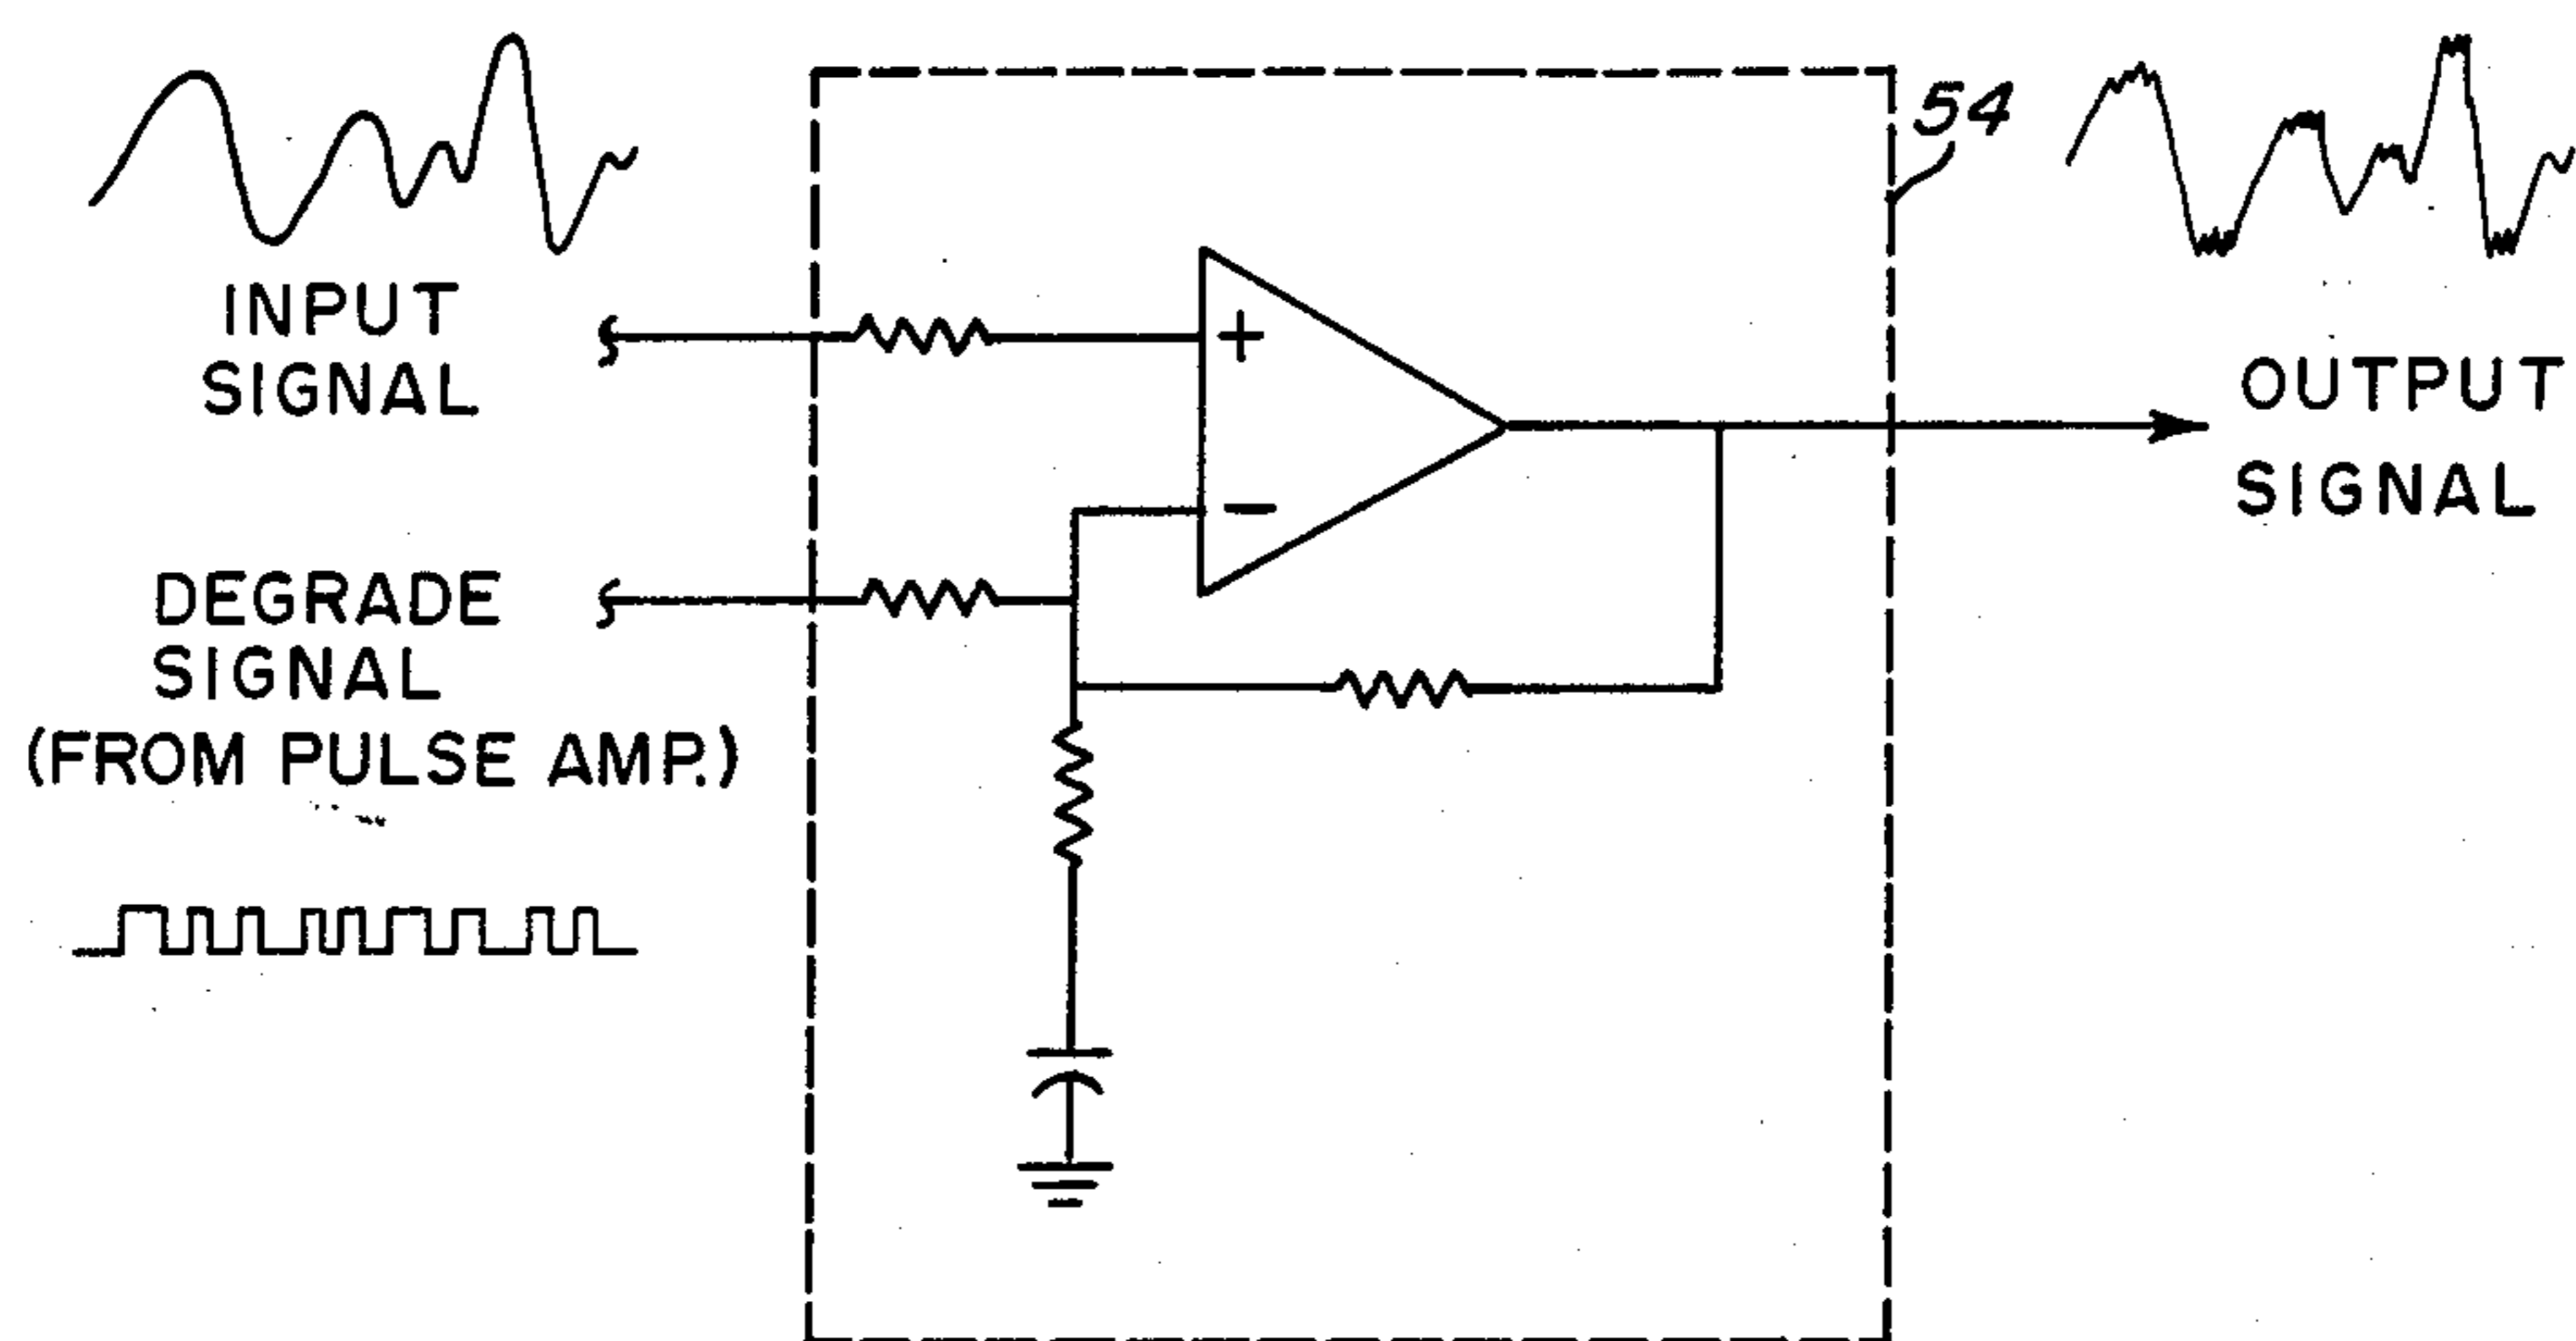 54
INPUT
SIGNAL
+
OUTPUT
SIGNAL
−
DEGRADE
SIGNAL
(FROM PULSE AMP.)